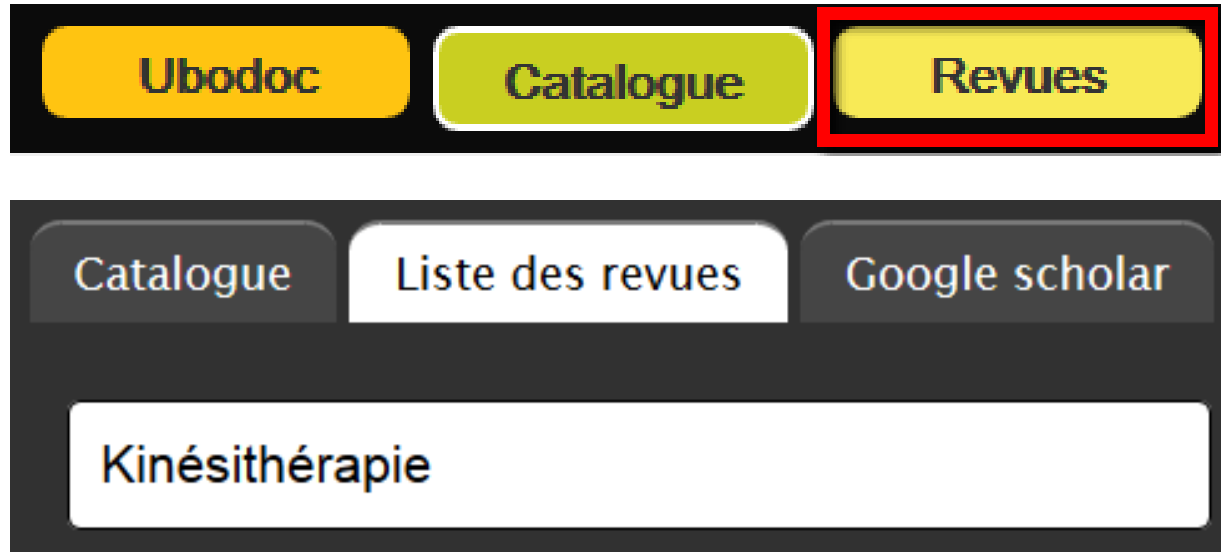 Ubodoc Catalogue Revues
Catalogue Liste des revues Google scholar
Kinésithérapie